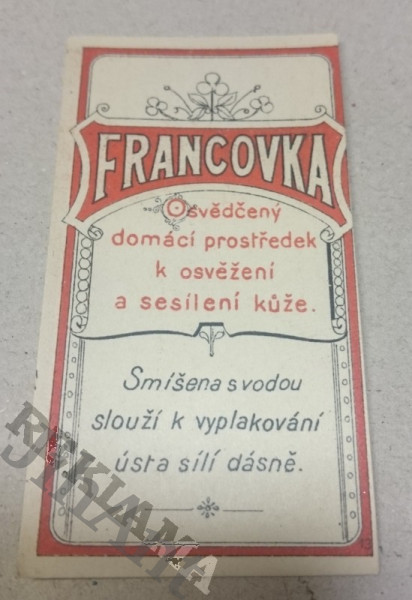 FRANCOVKA
Osvědčený
domácí prostředek
k osvěžení
a sesílení kůže.
Smíšena s vodou
slouží k vyplakování
ústa sílí dásně.
REKLAMA